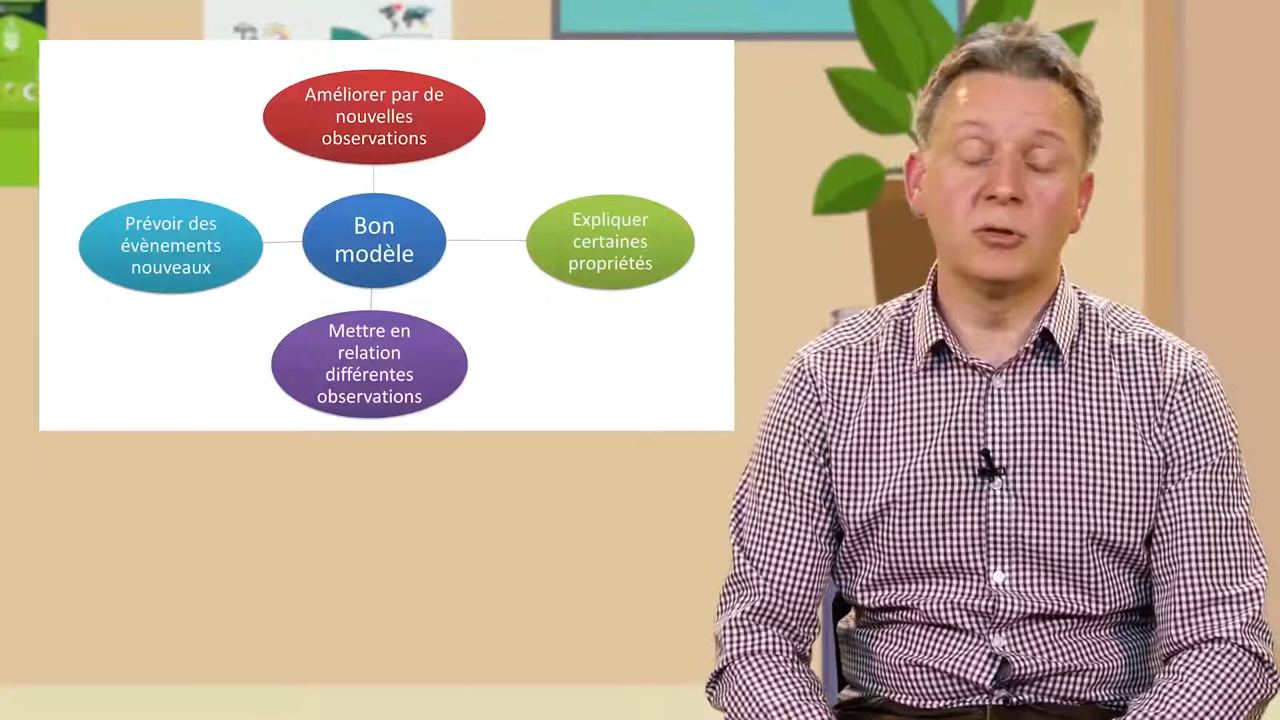 Améliorer par de
nouvelles
observations
Prévoir des
évènements
nouveaux
Bon
modèle
Expliquer
certaines
propriétés
Mettre en
relation
différentes
observations